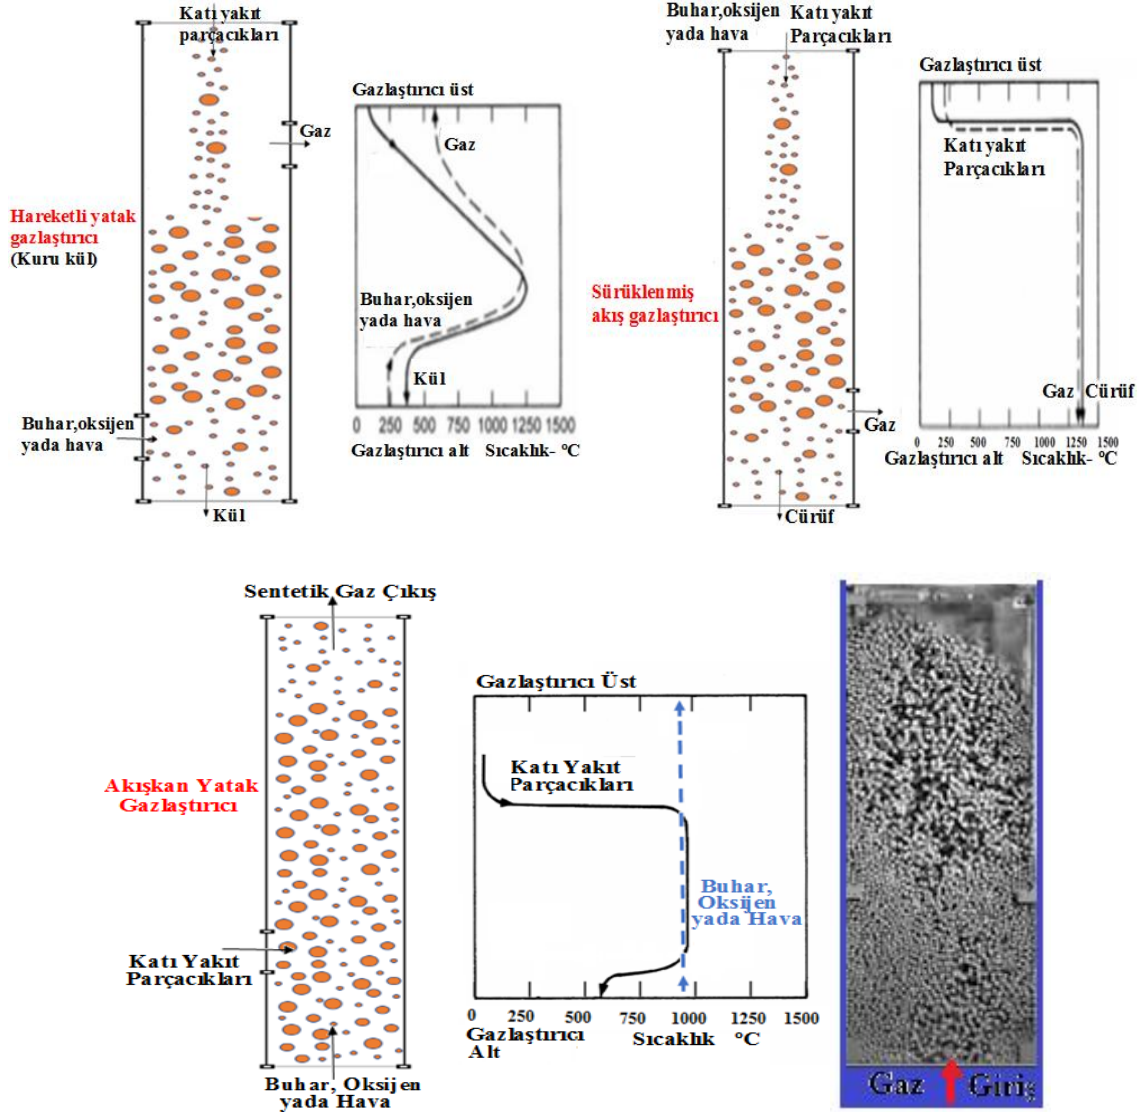 Katı yakıt
parçacıkları
Gaz
Hareketli yatak
gazlaştırıcı
(Kuru kül)
Buhar,oksijen
yada hava
Kül
Gazlaştırıcı üst
Gaz
Buhar,oksijen
yada hava
Kül
0 250 500 750 1000 1250 1500
Gazlaştırıcı alt Sıcaklık- °C
Buhar,oksijen
yada hava
Katı yakıt
Parçacıkları
Sürüklenmiş
akış gazlaştırıcı
Gaz
Cürüf
Gazlaştırıcı üst
Katı yakıt
Parçacıkları
Gaz Cürüf
250 500 750 1000 1250 1500
Gazlaştırıcı alt Sıcaklık- °C
Sentetik Gaz Çıkış
Akışkan Yatak
Gazlaştırıcı
Katı Yakıt
Parçacıkları
Buhar, Oksijen
yada Hava
Gazlaştırıcı Üst
Katı Yakıt
Parçacıkları
Buhar,
Oksijen
yada Hava
0 250 500 750 1000 1250 1500
Gazlaştırıcı
Alt
Sıcaklık °C
Gaz Giriş